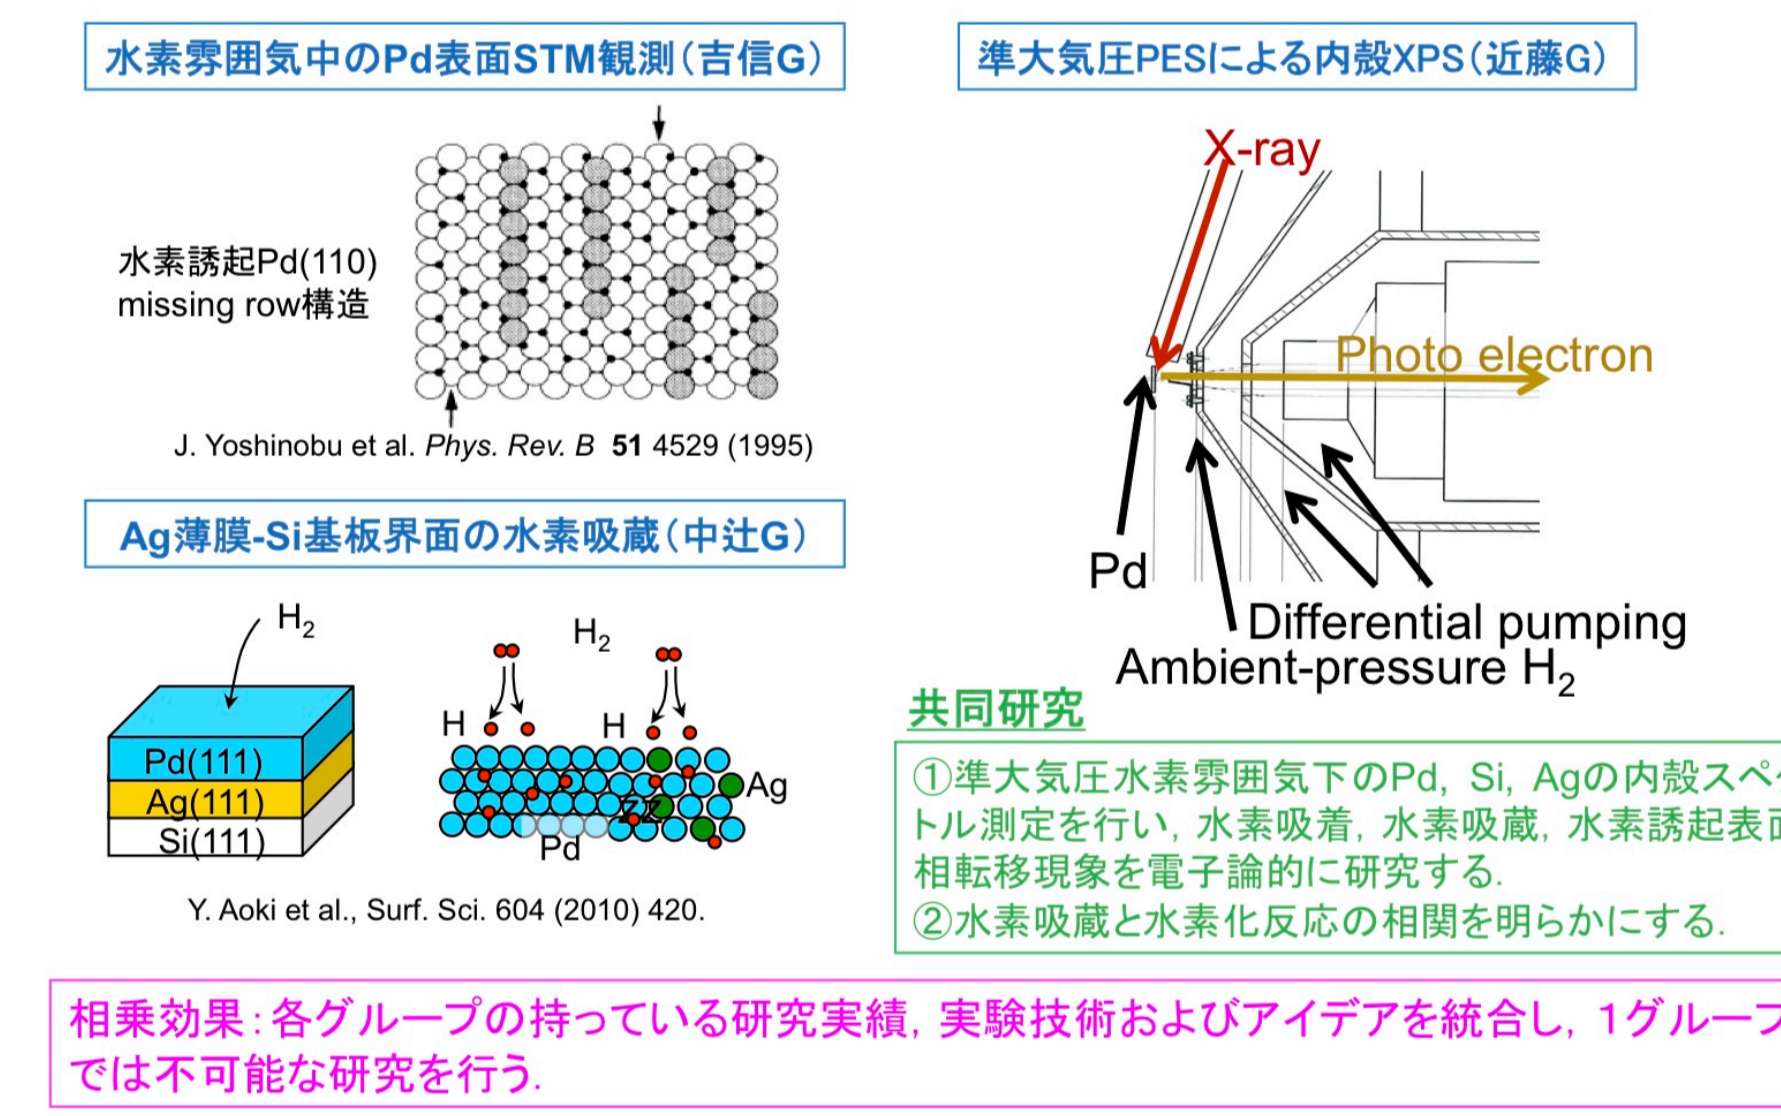 水素雰囲気中のPd表面STM観測（吉信G）
水素誘起Pd(110)
missing row構造
J. Yoshinobu et al. Phys. Rev. B 51 4529 (1995)
Ag薄膜-Si基板界面の水素吸蔵（中辻G）
H2
Pd(111)
Ag(111)
Si(111)
H2
H
H
Ag
Pd
Y. Aoki et al., Surf. Sci. 604 (2010) 420.
準大気圧PESによる内殻XPS（近藤G）
X-ray
Photo electron
Pd
Differential pumping
Ambient-pressure H2
共同研究
①準大気圧水素雰囲気下のPd, Si, Agの内殻スペク
トル測定を行い, 水素吸着, 水素吸蔵, 水素誘起表面
相転移現象を電子論的に研究する.
②水素吸蔵と水素化反応の相関を明らかにする.
相乗効果：各グループの持っている研究実績, 実験技術およびアイデアを統合し, 1グループ
では不可能な研究を行う.